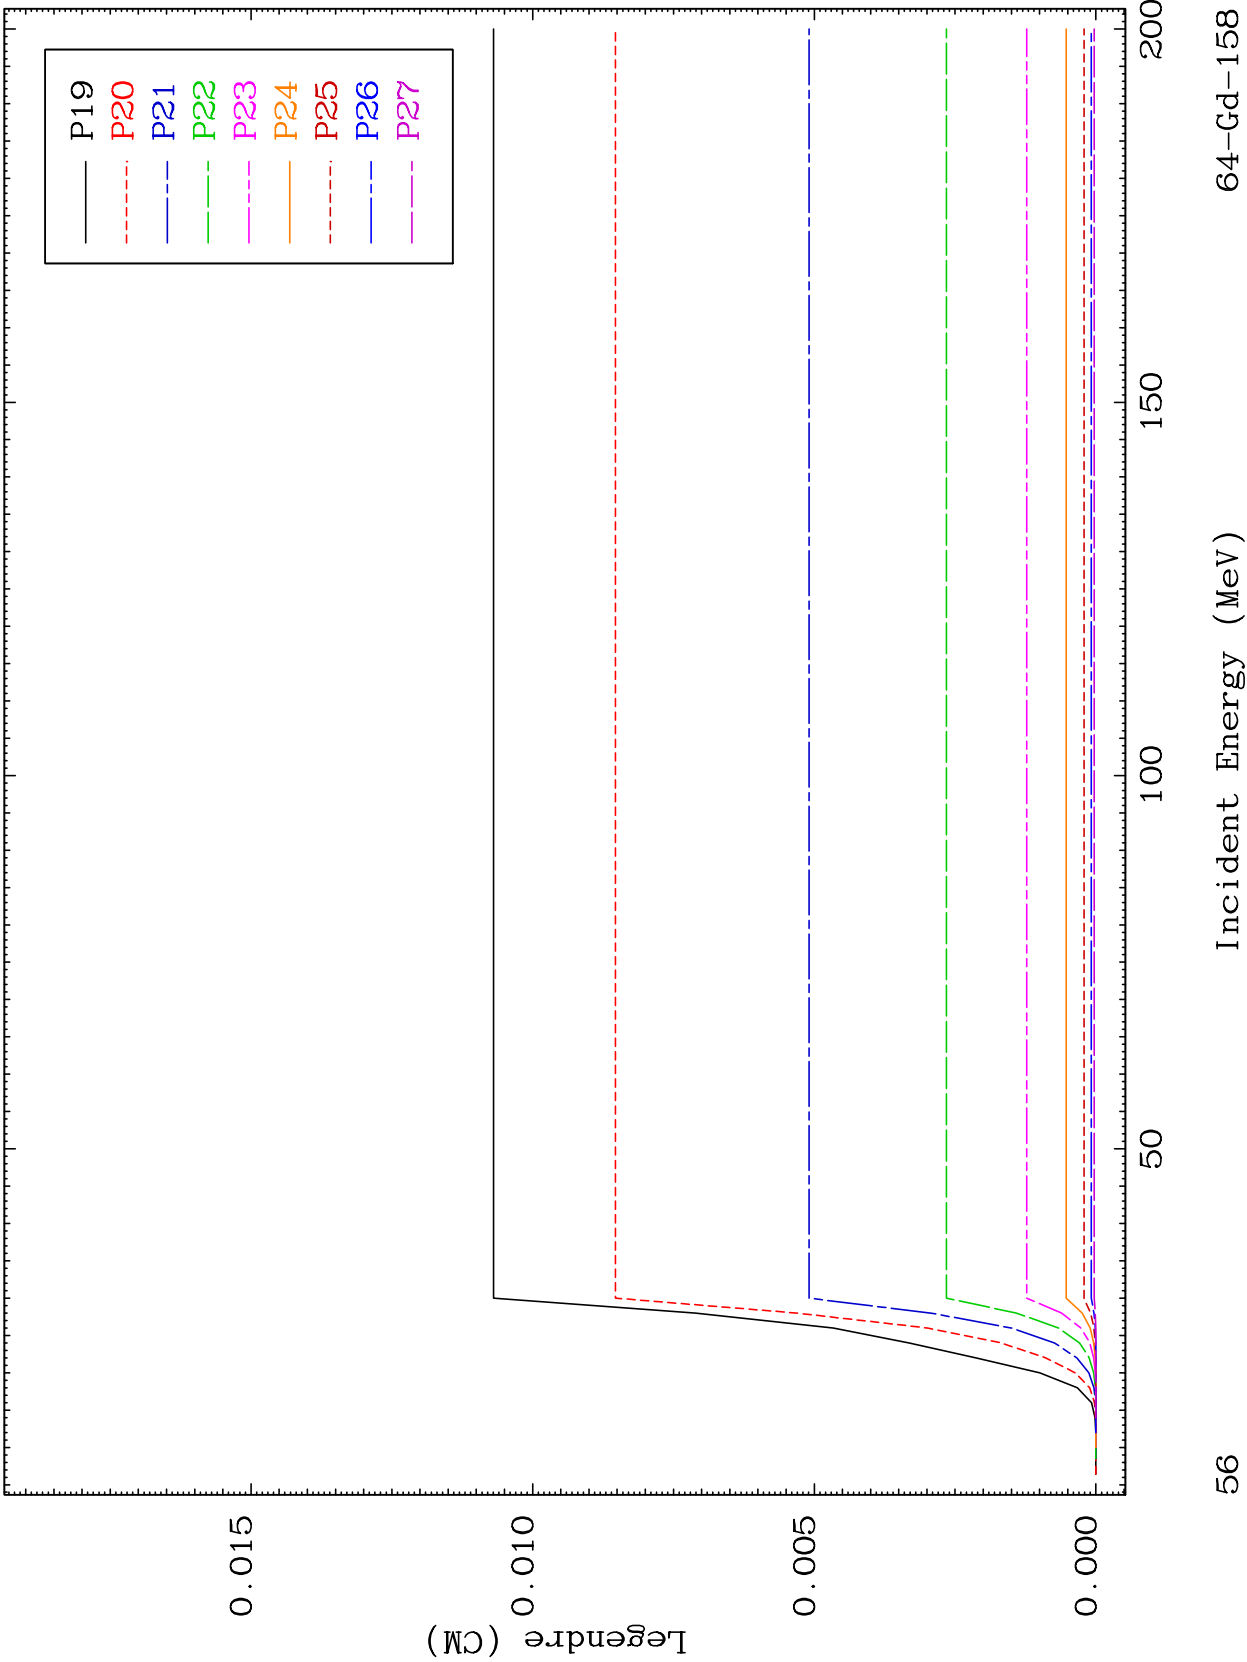 P19
P20
P21
P22
P23
P24
P25
P26
P27
0.015
0.010
0.005
0.000
Legendre (CM)
50
100
150
200
Incident Energy (MeV)
56
64-Gd-158